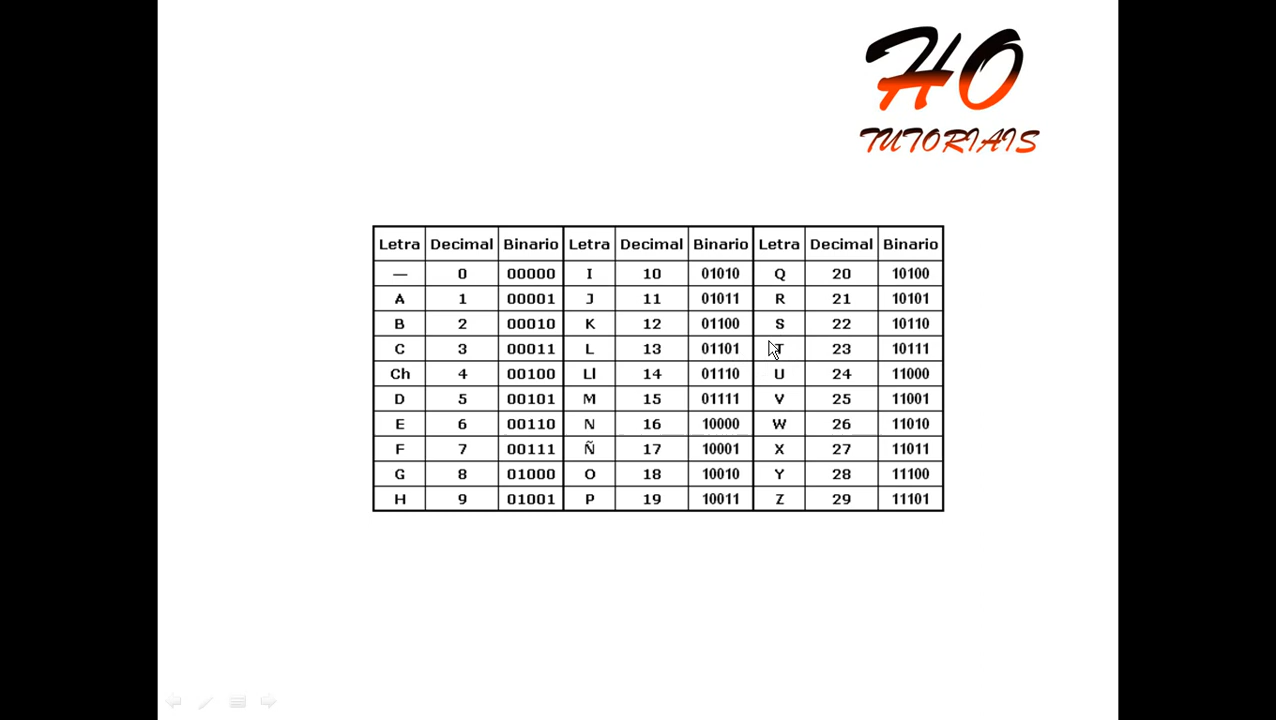 HO
TUTORIAIS
Letra Decimal Binario Letra Decimal Binario Letra Decimal Binario
— 0 00000 I 10 01010 Q 20 10100
A 1 00001 J 11 01011 R 21 10101
B 2 00010 K 12 01100 S 22 10110
C 3 00011 L 13 01101 T 23 10111
Ch 4 00100 Ll 14 01110 U 24 11000
D 5 00101 M 15 01111 V 25 11001
E 6 00110 N 16 10000 W 26 11010
F 7 00111 Ñ 17 10001 X 27 11011
G 8 01000 O 18 10010 Y 28 11100
H 9 01001 P 19 10011 Z 29 11101